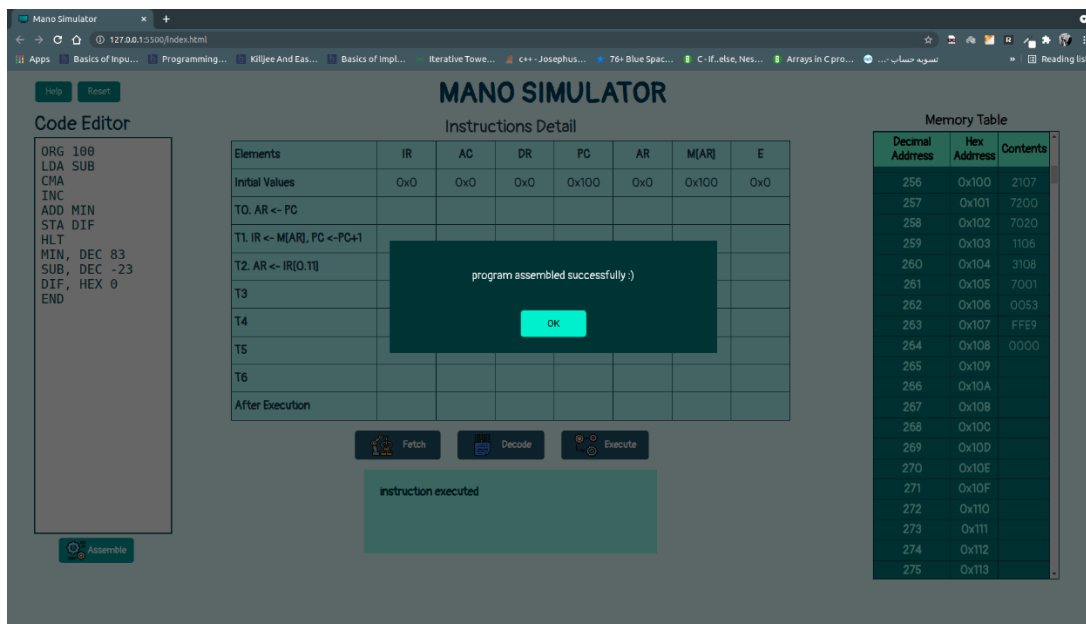 Mano Simulator × +
127.0.0.1:5500/index.html
Apps Basics of Inpu... Programming... Killjee And Eas... Basics of Impl... Iterative Towe... c++ - Josephus... 76+ Blue Spac... C - If..else, Nes... Arrays in C pro... تسویه حساب -... » Reading lis
Help Reset
MANO SIMULATOR
Code Editor
Instructions Detail
Memory Table
ORG 100
LDA SUB
CMA
INC
ADD MIN
STA DIF
HLT
MIN, DEC 83
SUB, DEC -23
DIF, HEX 0
END
Assemble
Elements IR AC DR PC AR M[AR] E
Initial Values 0x0 0x0 0x0 0x100 0x0 0x100 0x0
T0. AR <- PC
T1. IR <- M[AR], PC <-PC+1
T2. AR <- IR[0.11]
T3
T4
T5
T6
After Execution
program assembled successfully :)
OK
Fetch Decode Execute
instruction executed
Decimal Adrress Hex Adrress Contents
256 0x100 2107
257 0x101 7200
258 0x102 7020
259 0x103 1106
260 0x104 3108
261 0x105 7001
262 0x106 0053
263 0x107 FFE9
264 0x108 0000
265 0x109
266 0x10A
267 0x10B
268 0x10C
269 0x10D
270 0x10E
271 0x10F
272 0x110
273 0x111
274 0x112
275 0x113